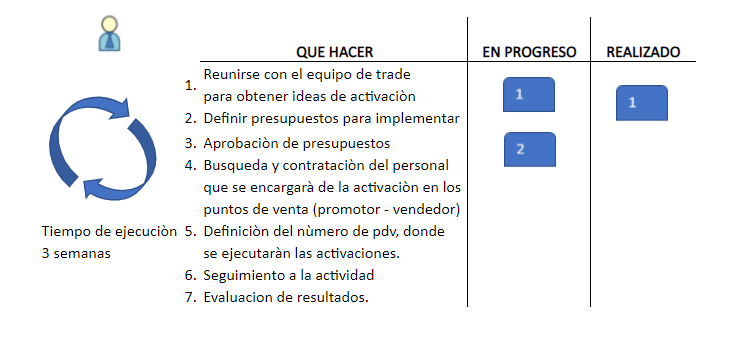 QUE HACER EN PROGRESO REALIZADO
1. Reunirse con el equipo de trade
para obtener ideas de activaciòn
1
1
2. Definir presupuestos para implementar
3. Aprobaciòn de presupuestos
2
4. Busqueda y contrataciòn del personal
que se encargarà de la activaciòn en los
puntos de venta (promotor - vendedor)
Tiempo de ejecuciòn
3 semanas
5. Definiciòn del nùmero de pdv, donde
se ejecutaràn las activaciones.
6. Seguimiento a la actividad
7. Evaluacion de resultados.